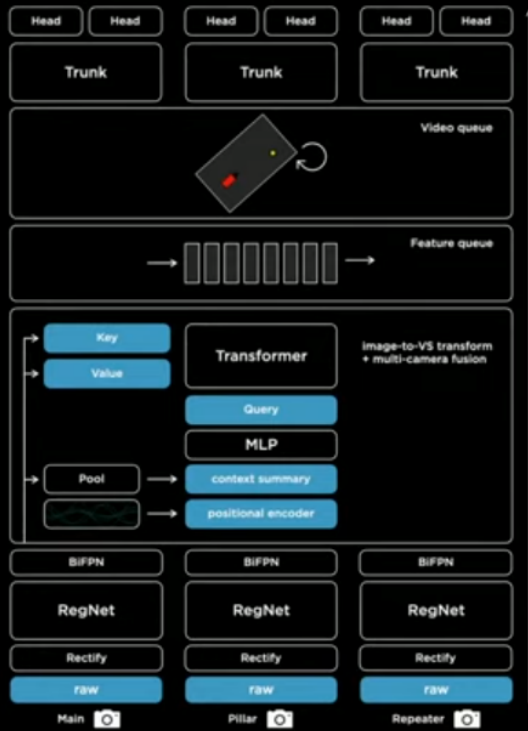 Head Head Head Head Head Head
Trunk Trunk Trunk
Video queue
Feature queue
Key
Value
Transformer
image-to-VS transform
+ multi-camera fusion
Query
MLP
Pool
context summary
positional encoder
BiFPN BiFPN BiFPN
RegNet RegNet RegNet
Rectify Rectify Rectify
raw raw raw
Main Pillar Repeater